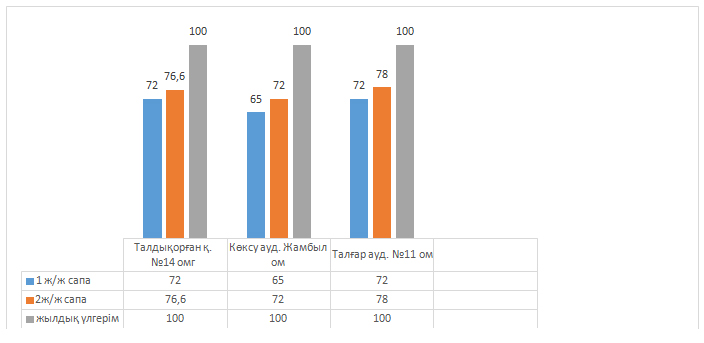 100 100 100
72 76,6 65 72 72 78
Талдықорған қ. Көксу ауд. Жамбыл Талғар ауд. №11 ом
№14 омг ом
1 ж/ж сапа 72 65 72
2ж/ж сапа 76,6 72 78
жылдық үлгерім 100 100 100